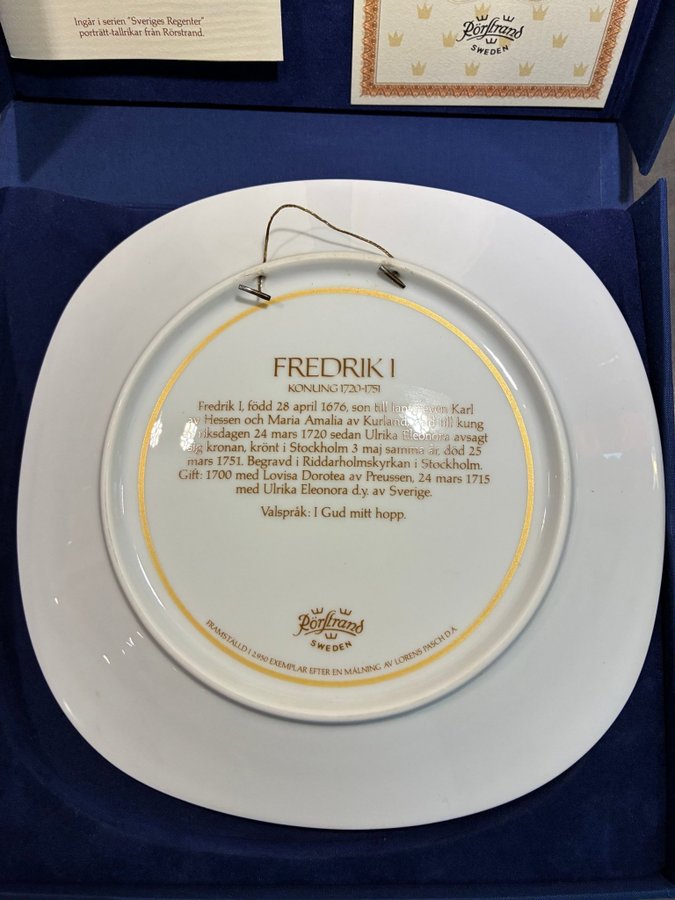 Ingår i serien "Sveriges Regenter"
porträtt-tallrikar från Rörstrand.
Rörstrand
SWEDEN
FREDRIK I
KONUNG 1720-1751
Fredrik I, född 28 april 1676, son till lantgreven Karl
av Hessen och Maria Amalia av Kurland, till kung
riksdagen 24 mars 1720 sedan Ulrika Eleonora avsagt
sig kronan, krönt i Stockholm 3 maj samma år, död 25
mars 1751. Begravd i Riddarholmskyrkan i Stockholm.
Gift: 1700 med Lovisa Dorotea av Preussen, 24 mars 1715
med Ulrika Eleonora d.y. av Sverige.
Valspråk: I Gud mitt hopp.
Rörstrand
SWEDEN
FRAMSTÄLLD I 2.950 EXEMPLAR EFTER EN MÅLNING AV LORENS PASCH D.Ä